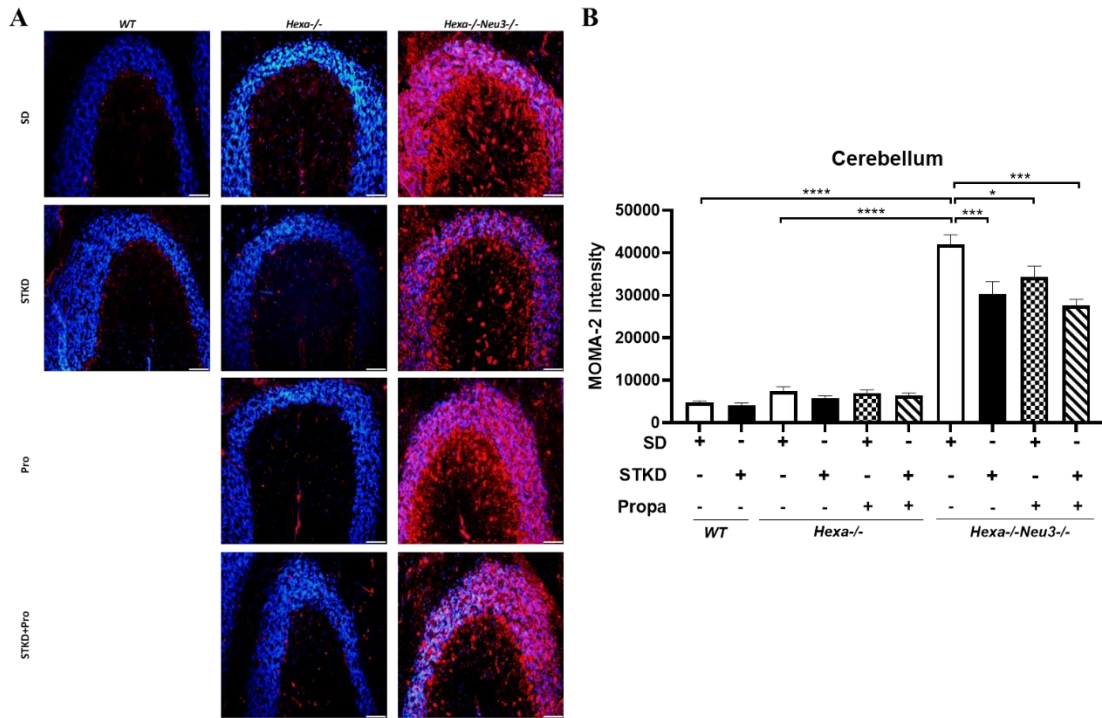 A
WT Hexa-/- Hexa-/-Neu3-/-
SD
STKD
Pro
STKD+Pro
B
Cerebellum
**** *** *
**** ***
MOMA-2 Intensity
50000
40000
30000
20000
10000
0
SD + - + - + - + - + -
STKD - + - + - + - + - +
Propa - - - - + + - - + +
WT Hexa-/- Hexa-/-Neu3-/-